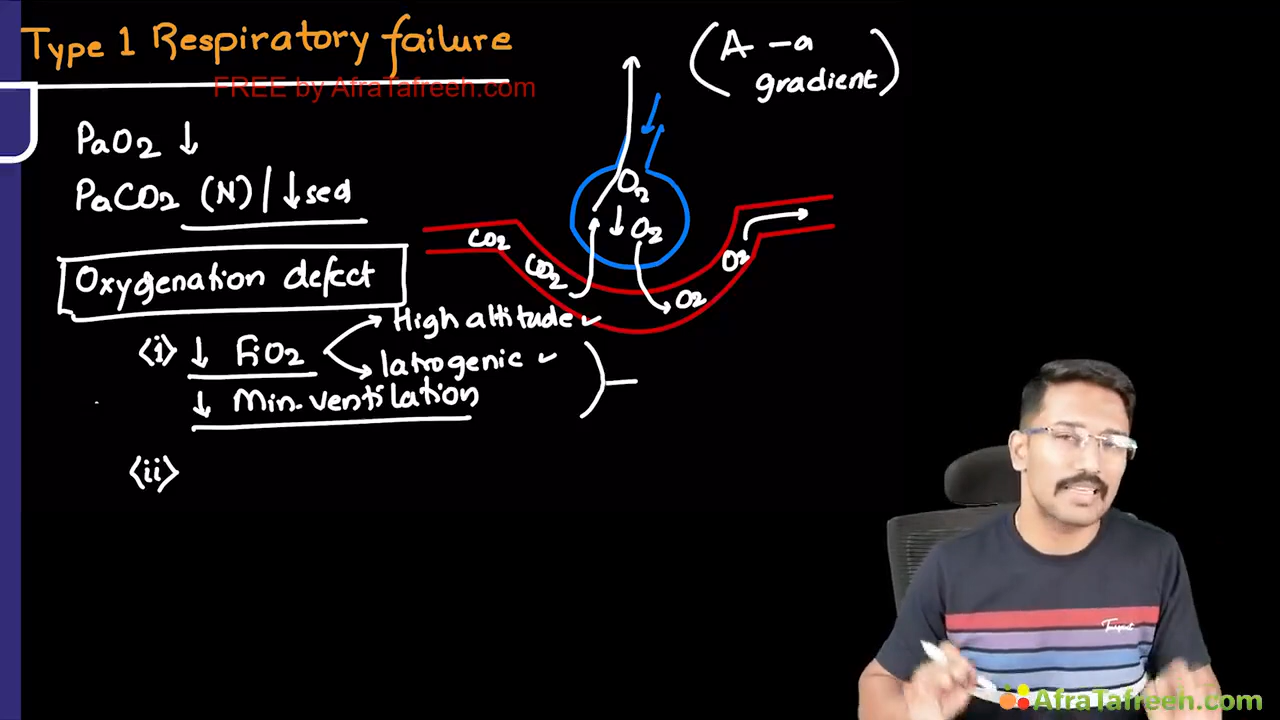 Type 1 Respiratory failure
FREE by AfraTafreeh.com
(A-a
gradient)
PaO2 ↓
PaCO2 (N) / ↓sed
O2
↓ O2
CO2
CO2
O2
O2
Oxygenation defect
(i) ↓ FiO2
High altitude ✓
Iatrogenic ✓
↓ Min. ventilation
(ii)
AfraTafreeh.com